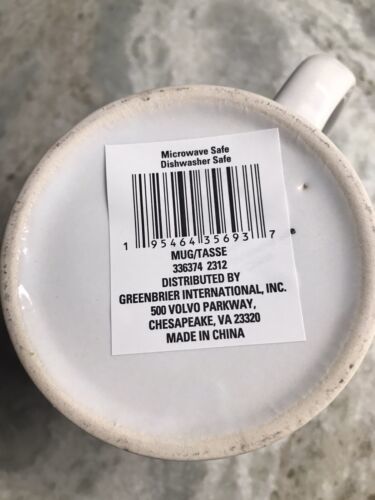 Microwave Safe
Dishwasher Safe
1 95464 35693 7
MUG/TASSE
336374 2312
DISTRIBUTED BY
GREENBRIER INTERNATIONAL, INC.
500 VOLVO PARKWAY,
CHESAPEAKE, VA 23320
MADE IN CHINA